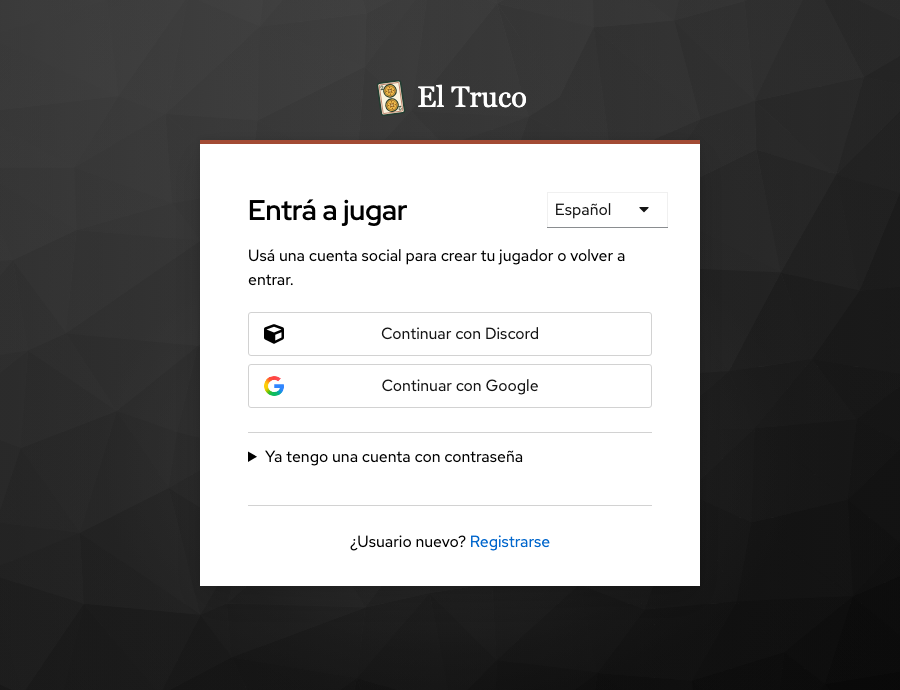 El Truco
Entrá a jugar
Español
Usá una cuenta social para crear tu jugador o volver a
entrar.
Continuar con Discord
Continuar con Google
Ya tengo una cuenta con contraseña
¿Usuario nuevo? Registrarse